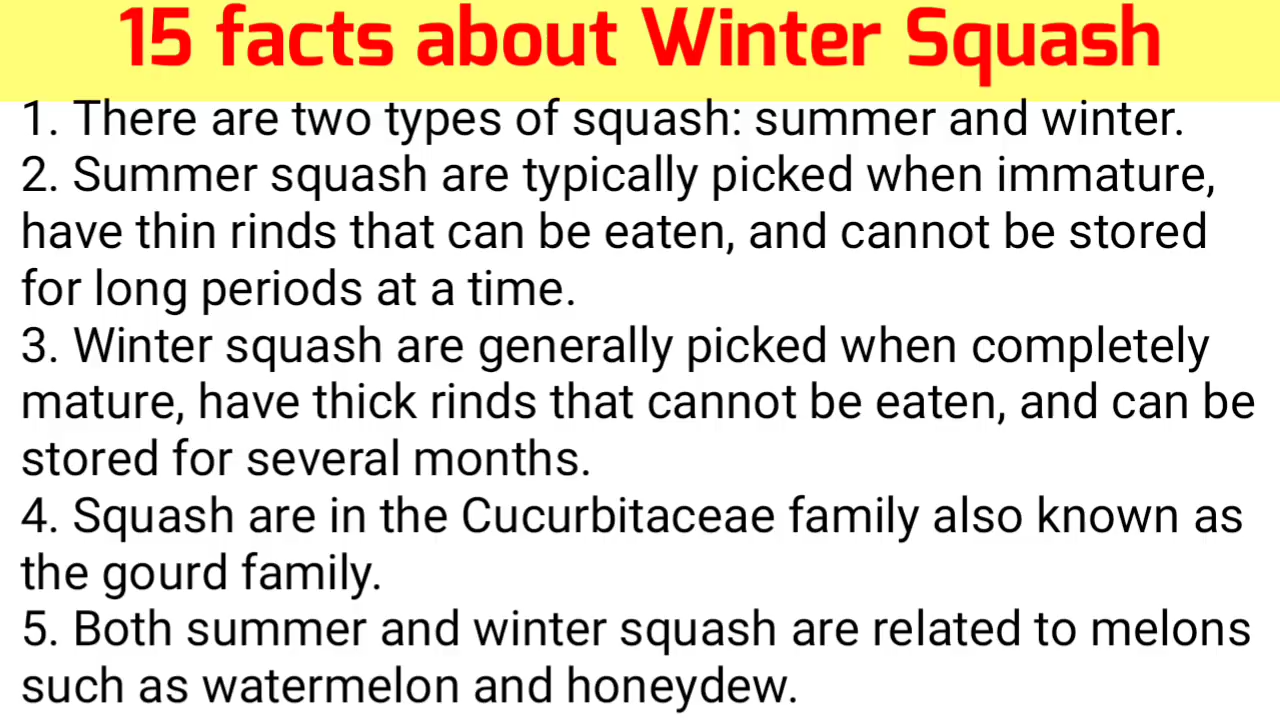 15 facts about Winter Squash
1. There are two types of squash: summer and winter.
2. Summer squash are typically picked when immature,
have thin rinds that can be eaten, and cannot be stored
for long periods at a time.
3. Winter squash are generally picked when completely
mature, have thick rinds that cannot be eaten, and can be
stored for several months.
4. Squash are in the Cucurbitaceae family also known as
the gourd family.
5. Both summer and winter squash are related to melons
such as watermelon and honeydew.